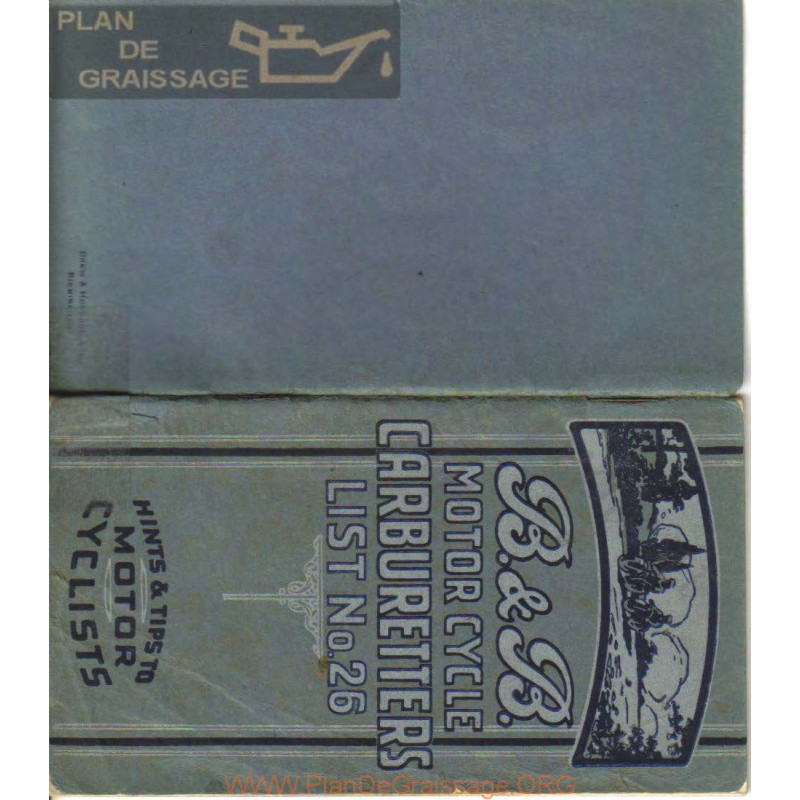 PLAN
DE
GRAISSAGE
B. & B.
MOTOR CYCLE
CARBURETTERS
LIST No. 26
HINTS & TIPS TO
MOTOR
CYCLISTS
WWW.PlanDeGraissage.ORG